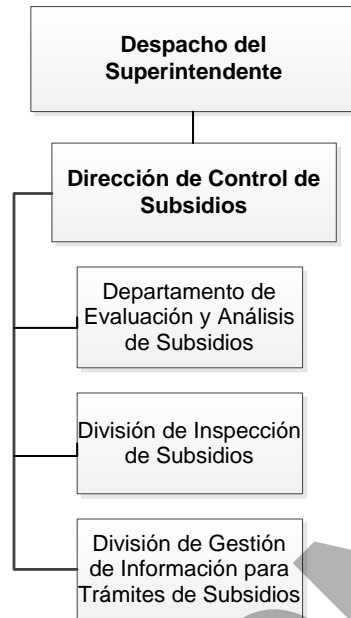 Despacho del
Superintendente
Dirección de Control de
Subsidios
Departamento de
Evaluación y Análisis
de Subsidios
División de Inspección
de Subsidios
División de Gestión
de Información para
Trámites de Subsidios